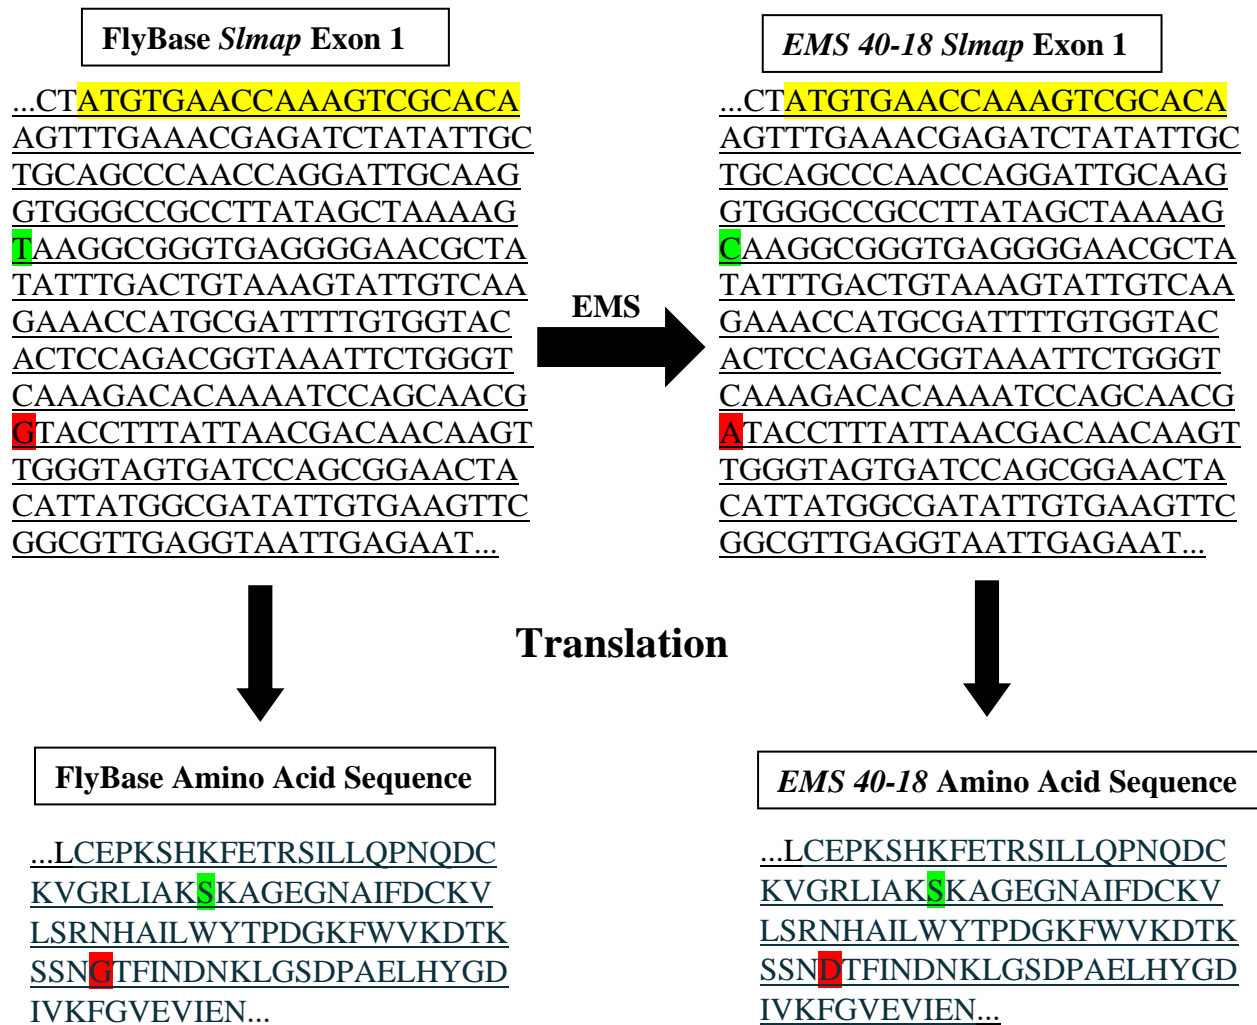 FlyBase Slmap Exon 1
...CTATGTGAACCAAAGTCGCACA
AGTTTGAAACGAGATCTATATTGC
TGCAGCCCAACCAGGATTGCAAG
GTGGGCCGCCTTATAGCTAAAAG
TAAGGCGGGTGAGGGGAACGCTA
TATTTGACTGTAAAGTATTGTCAA
GAAACCATGCGATTTTGTGGTAC
ACTCCAGACGGTAAATTCTGGGT
CAAAGACACAAAATCCAGCAACG
GTACCTTTATTAACGACAACAAGT
TGGGTAGTGATCCAGCGGAACTA
CATTATGGCGATATTGTGAAGTTC
GGCGTTGAGGTAATTGAGAAT...
EMS
EMS 40-18 Slmap Exon 1
...CTATGTGAACCAAAGTCGCACA
AGTTTGAAACGAGATCTATATTGC
TGCAGCCCAACCAGGATTGCAAG
GTGGGCCGCCTTATAGCTAAAAG
CAAGGCGGGTGAGGGGAACGCTA
TATTTGACTGTAAAGTATTGTCAA
GAAACCATGCGATTTTGTGGTAC
ACTCCAGACGGTAAATTCTGGGT
CAAAGACACAAAATCCAGCAACG
ATACCTTTATTAACGACAACAAGT
TGGGTAGTGATCCAGCGGAACTA
CATTATGGCGATATTGTGAAGTTC
GGCGTTGAGGTAATTGAGAAT...
Translation
FlyBase Amino Acid Sequence
...LCEPKSHKFETRSILLQPNQDC
KVGRLIAKSKAGEGNAIFDCKV
LSRNHAILWYTPDGKFWVKDTK
SSNGTFINDNKLGSDPAELHYGD
IVKFGVEVIEN...
EMS 40-18 Amino Acid Sequence
...LCEPKSHKFETRSILLQPNQDC
KVGRLIAKSKAGEGNAIFDCKV
LSRNHAILWYTPDGKFWVKDTK
SSNDTFINDNKLGSDPAELHYGD
IVKFGVEVIEN...